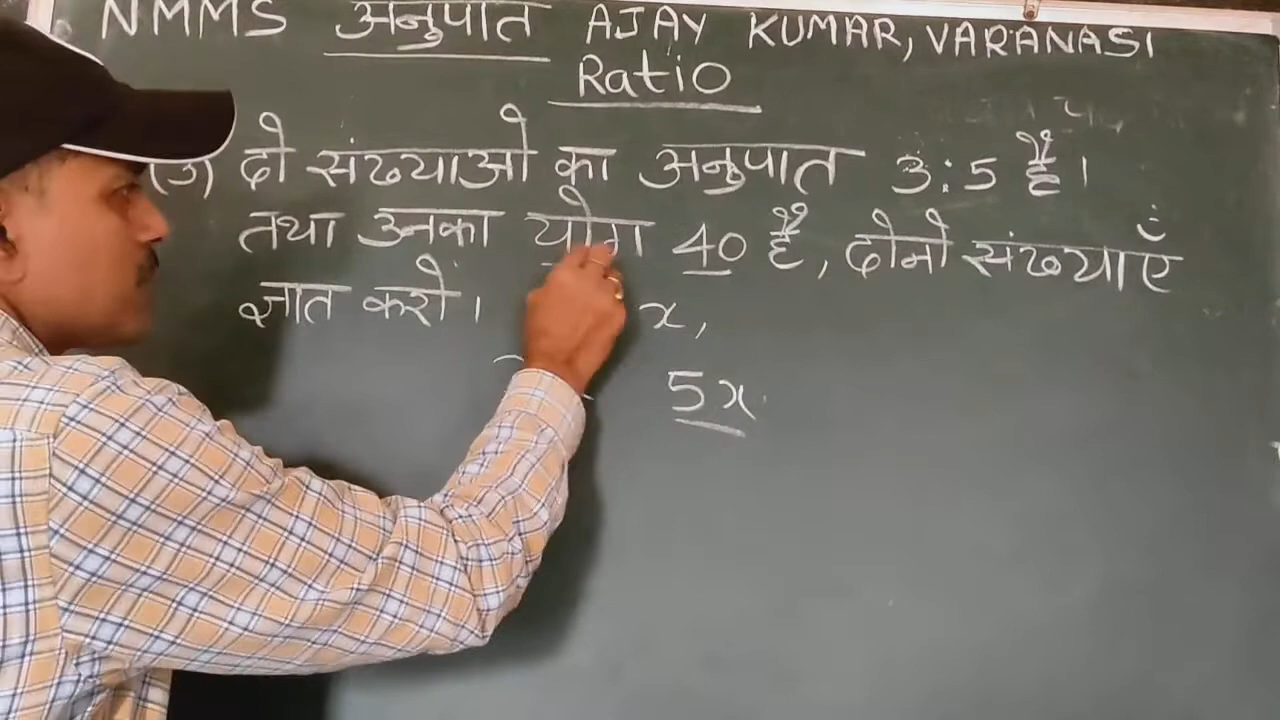 NMMS अनुपात AJAY KUMAR, VARANASI
Ratio
दो संख्याओ का अनुपात 3:5 है।
तथा उनका योग 40 है, दोनो संख्याएँ
ज्ञात करो।
x,
5x